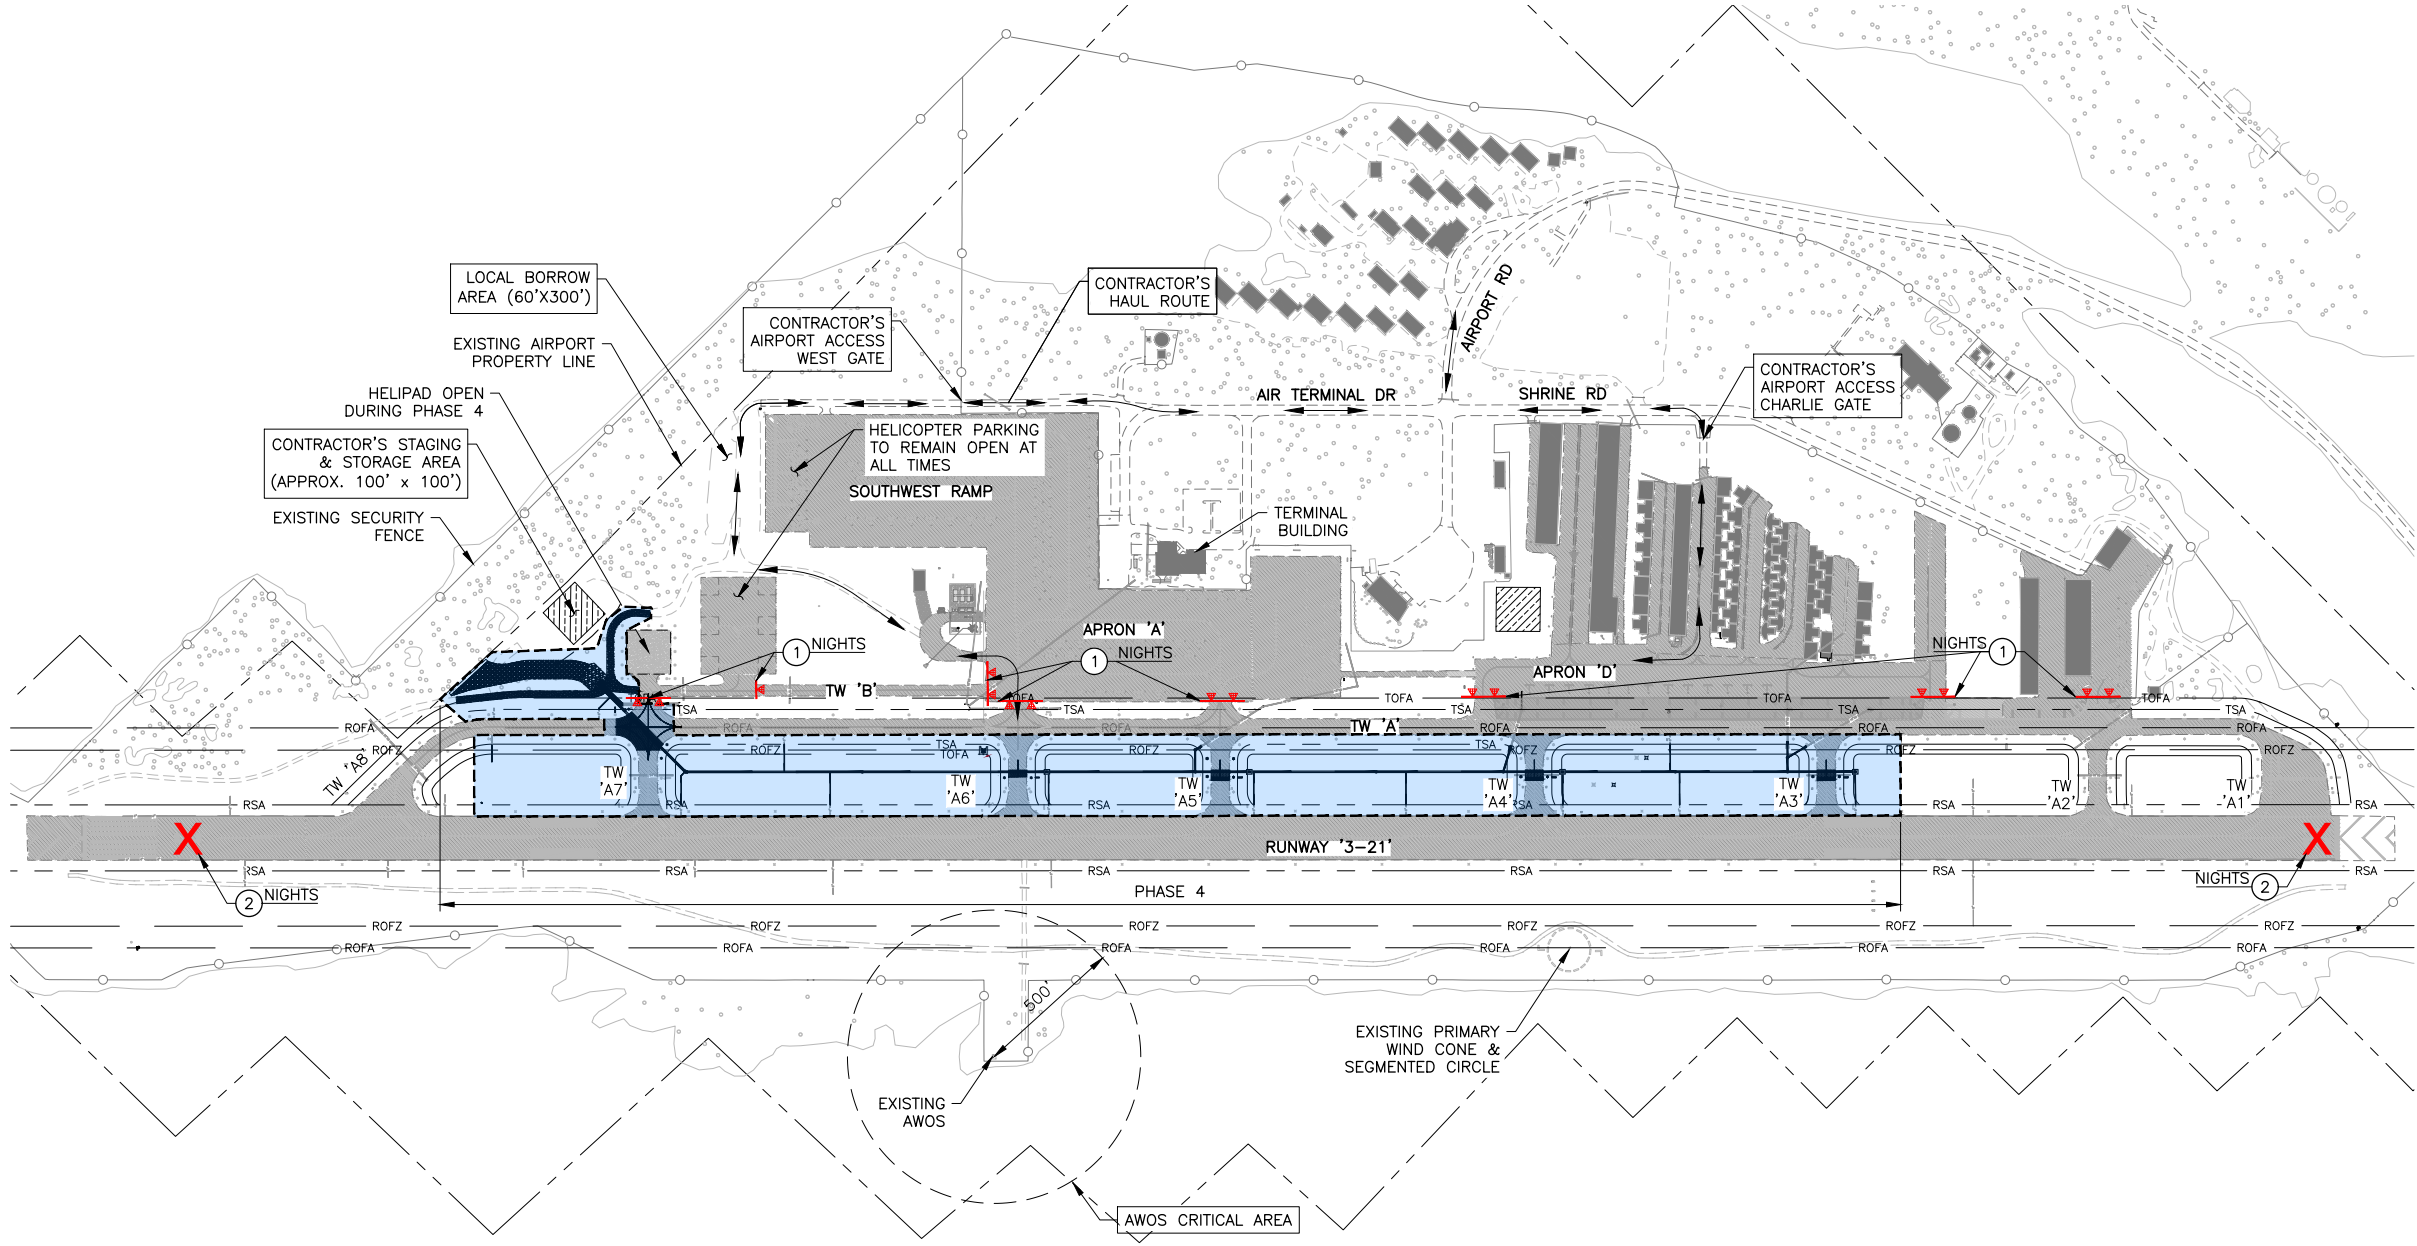 LOCAL BORROW
AREA (60'X300')
EXISTING AIRPORT
PROPERTY LINE
HELIPAD OPEN
DURING PHASE 4
CONTRACTOR'S STAGING
& STORAGE AREA
(APPROX. 100' x 100')
EXISTING SECURITY
FENCE
CONTRACTOR'S
AIRPORT ACCESS
WEST GATE
CONTRACTOR'S
HAUL ROUTE
AIRPORT RD
AIR TERMINAL DR
SHRINE RD
CONTRACTOR'S
AIRPORT ACCESS
CHARLIE GATE
HELICOPTER PARKING
TO REMAIN OPEN AT
ALL TIMES
SOUTHWEST RAMP
TERMINAL
BUILDING
1 NIGHTS
APRON 'A'
1 NIGHTS
APRON 'D'
NIGHTS 1
TW 'B'
TOFA
TOFA
TOFA
TSA
TSA
TSA
TSA
TSA
TW 'A'
ROFA
ROFA
ROFA
ROFA
ROFA
ROFA
ROFZ
ROFZ
TSA
TOFA
ROFZ
TSA
ROFZ
ROFZ
ROFZ
TW 'A8'
TW
'A7'
TW
'A6'
TW
'A5'
TW
'A4'
TW
'A3'
TW
'A2'
TW
'A1'
RSA
RSA
RSA
RSA
RSA
RSA
RUNWAY '3-21'
RSA
RSA
RSA
RSA
RSA
RSA
2 NIGHTS
PHASE 4
NIGHTS 2
ROFZ
ROFZ
ROFZ
ROFZ
ROFZ
ROFZ
ROFA
ROFA
ROFA
ROFA
ROFA
ROFA
500'
EXISTING PRIMARY
WIND CONE &
SEGMENTED CIRCLE
EXISTING
AWOS
AWOS CRITICAL AREA